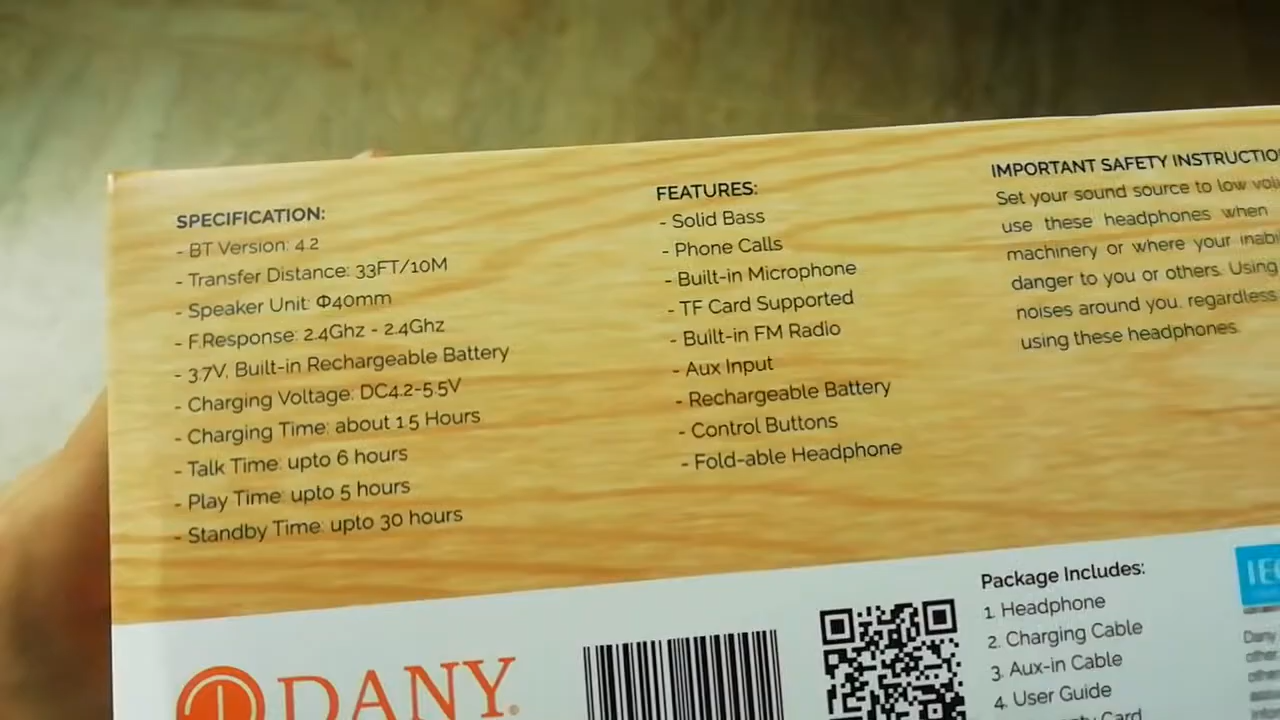 SPECIFICATION:
- BT Version: 4.2
- Transfer Distance: 33FT/10M
- Speaker Unit: Φ40mm
- F.Response: 2.4Ghz - 2.4Ghz
- 3.7V, Built-in Rechargeable Battery
- Charging Voltage: DC4.2-5.5V
- Charging Time: about 1.5 Hours
- Talk Time: upto 6 hours
- Play Time: upto 5 hours
- Standby Time: upto 30 hours
FEATURES:
- Solid Bass
- Phone Calls
- Built-in Microphone
- TF Card Supported
- Built-in FM Radio
- Aux Input
- Rechargeable Battery
- Control Buttons
- Fold-able Headphone
IMPORTANT SAFETY
Set your sound source to low
use these headphones when
machinery or where your
danger to you or others. Using
noises around you, regardless
using these headphones.
DANY®
Package Includes:
1. Headphone
2. Charging Cable
3. Aux-in Cable
4. User Guide
Card
Dany
other